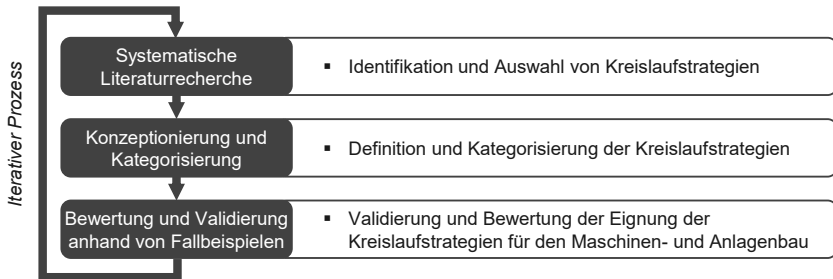 Iterativer Prozess
Systematische
Literaturrecherche
▪ Identifikation und Auswahl von Kreislaufstrategien
Konzeptionierung und
Kategorisierung
▪ Definition und Kategorisierung der Kreislaufstrategien
Bewertung und Validierung
anhand von Fallbeispielen
▪ Validierung und Bewertung der Eignung der
Kreislaufstrategien für den Maschinen- und Anlagenbau